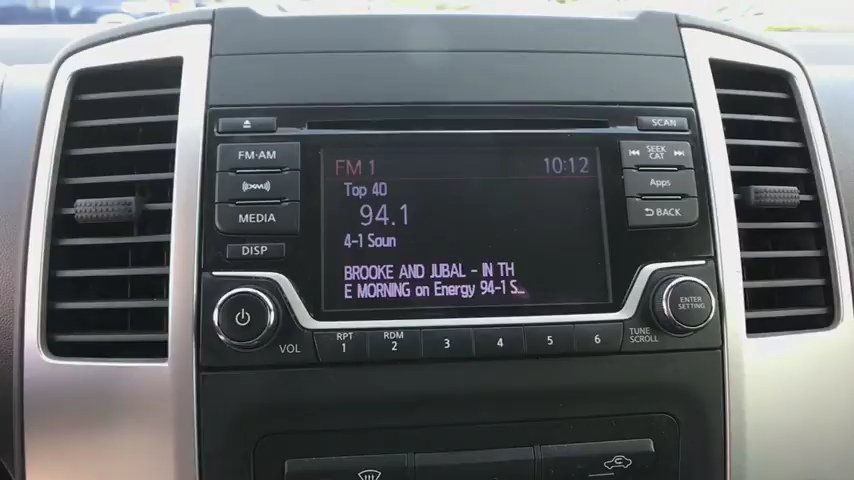 SCAN
FM·AM
SEEK
CAT
XM
Apps
MEDIA
BACK
DISP
FM 1
10:12
Top 40
94.1
4-1 Soun
BROOKE AND JUBAL - IN TH
E MORNING on Energy 94-1 S...
ENTER
SETTING
VOL
RPT
1
RDM
2
3
4
5
6
TUNE
SCROLL